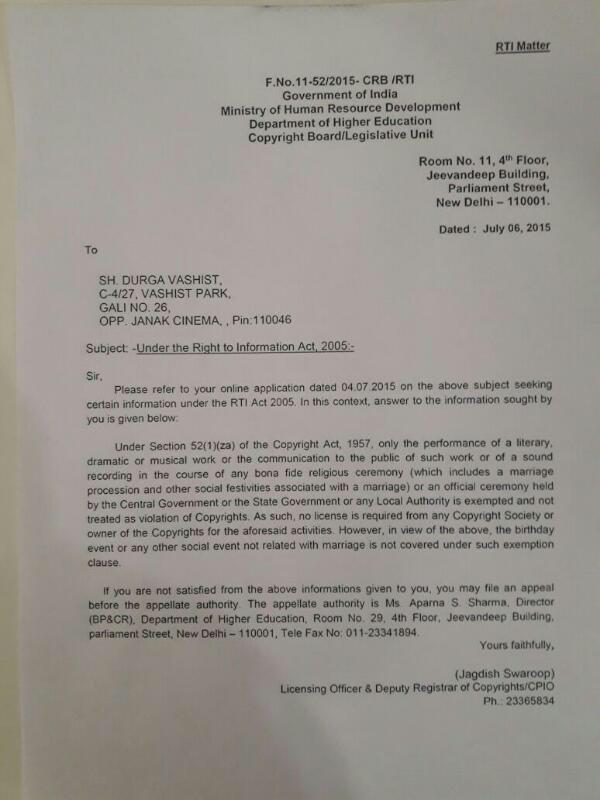 RTI Matter
F.No.11-52/2015- CRB /RTI
Government of India
Ministry of Human Resource Development
Department of Higher Education
Copyright Board/Legislative Unit
Room No. 11, 4th Floor,
Jeevandeep Building,
Parliament Street,
New Delhi – 110001.
Dated : July 06, 2015
To
SH. DURGA VASHIST,
C-4/27, VASHIST PARK,
GALI NO. 26,
OPP. JANAK CINEMA, , Pin:110046
Subject: -Under the Right to Information Act, 2005:-
Sir,
Please refer to your online application dated 04.07.2015 on the above subject seeking
certain information under the RTI Act 2005. In this context, answer to the information sought by
you is given below:
Under Section 52(1)(za) of the Copyright Act, 1957, only the performance of a literary,
dramatic or musical work or the communication to the public of such work or of a sound
recording in the course of any bona fide religious ceremony (which includes a marriage
procession and other social festivities associated with a marriage) or an official ceremony held
by the Central Government or the State Government or any Local Authority is exempted and not
treated as violation of Copyrights. As such, no license is required from any Copyright Society or
owner of the Copyrights for the aforesaid activities. However, in view of the above, the birthday
event or any other social event not related with marriage is not covered under such exemption
clause.
If you are not satisfied from the above informations given to you, you may file an appeal
before the appellate authority. The appellate authority is Ms. Aparna S. Sharma, Director
(BP&CR), Department of Higher Education, Room No. 29, 4th Floor, Jeevandeep Building,
parliament Street, New Delhi – 110001, Tele Fax No: 011-23341894.
Yours faithfully,
(Jagdish Swaroop)
Licensing Officer & Deputy Registrar of Copyrights/CPIO
Ph.: 23365834